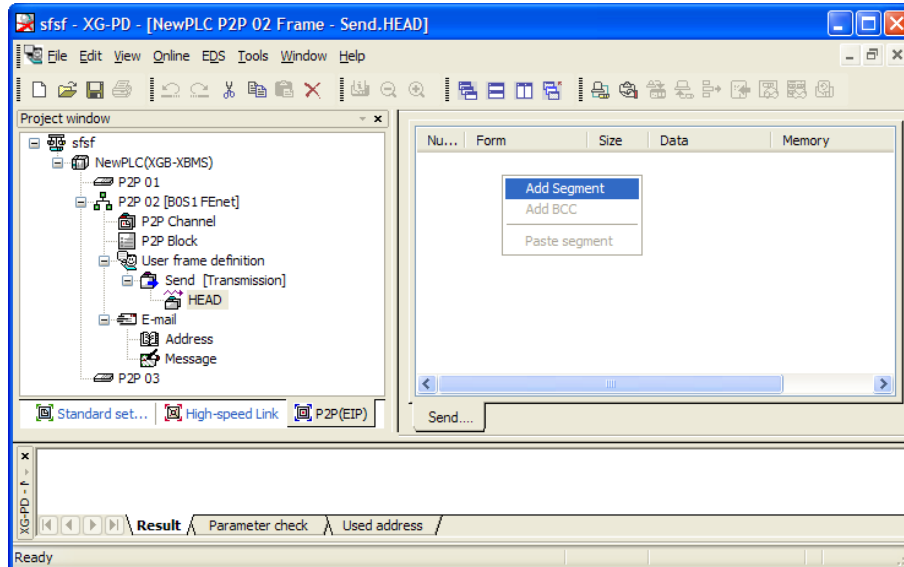 sfsf - XG-PD - [NewPLC P2P 02 Frame - Send.HEAD]
File Edit View Online EDS Tools Window Help
Project window
sfsf
NewPLC(XGB-XBMS)
P2P 01
P2P 02 [B0S1 FEnet]
P2P Channel
P2P Block
User frame definition
Send [Transmission]
HEAD
E-mail
Address
Message
P2P 03
Standard set... High-speed Link P2P(EIP)
Nu... Form Size Data Memory
Add Segment
Add BCC
Paste segment
Send....
Result Parameter check Used address
Ready